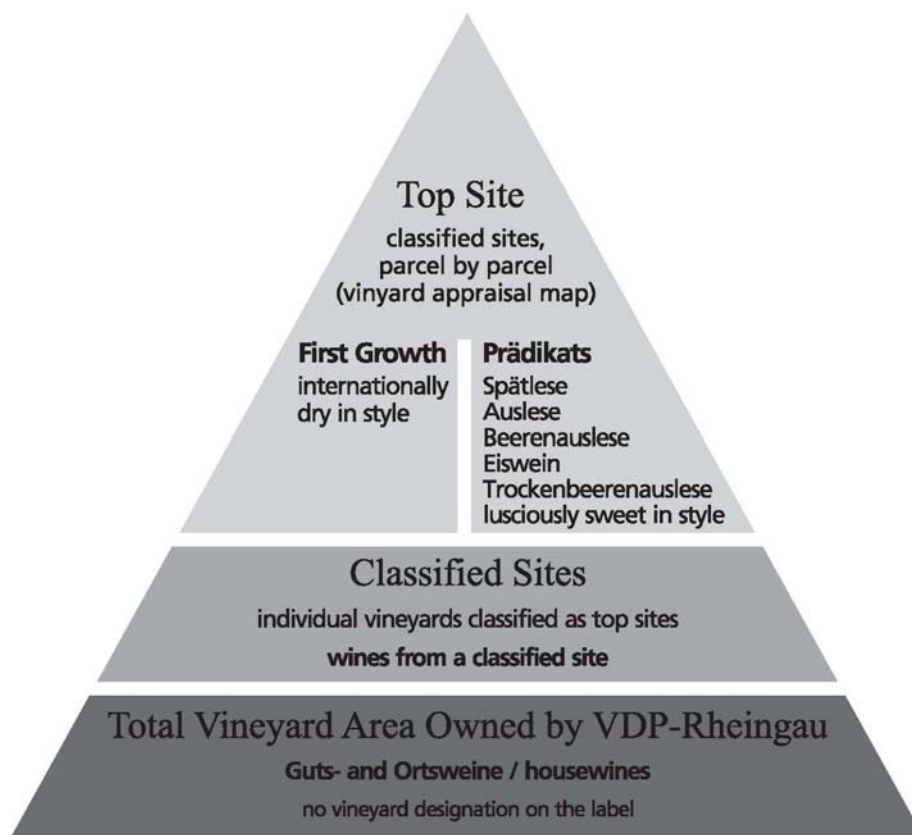 Top Site
classified sites,
parcel by parcel
(vinyard appraisal map)
First Growth
internationally
dry in style
Prädikats
Spätlese
Auslese
Beerenauslese
Eiswein
Trockenbeerenauslese
lusciously sweet in style
Classified Sites
individual vineyards classified as top sites
wines from a classified site
Total Vineyard Area Owned by VDP-Rheingau
Guts- and Ortsweine / housewines
no vineyard designation on the label